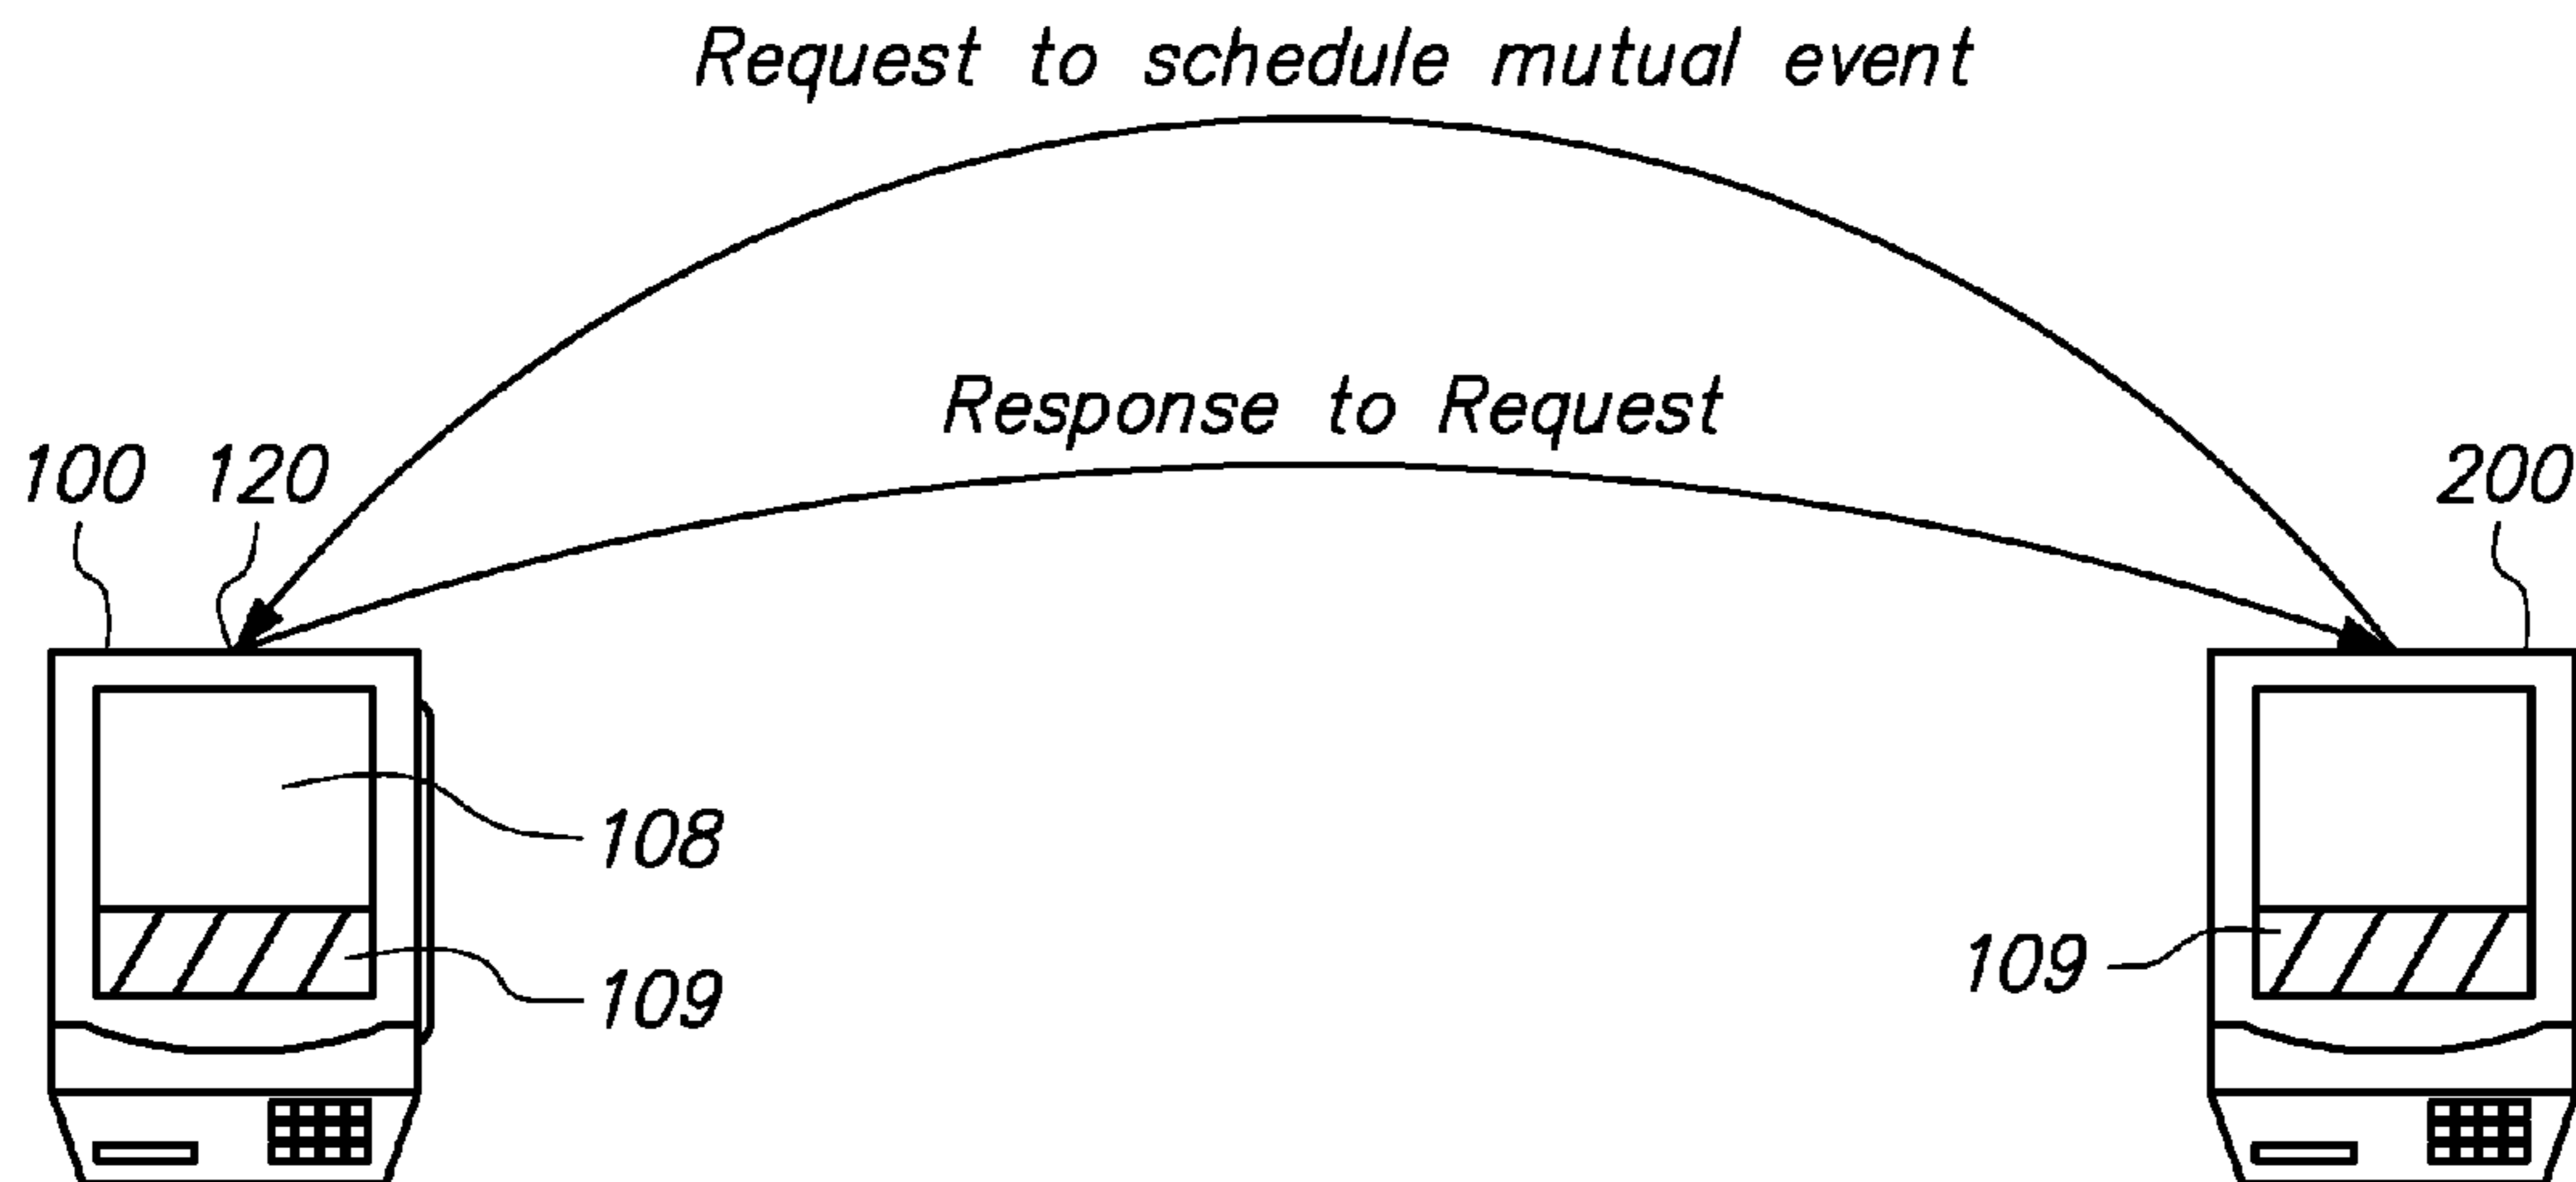 Request to schedule mutual event
Response to Request
100 120 200
108
109 109